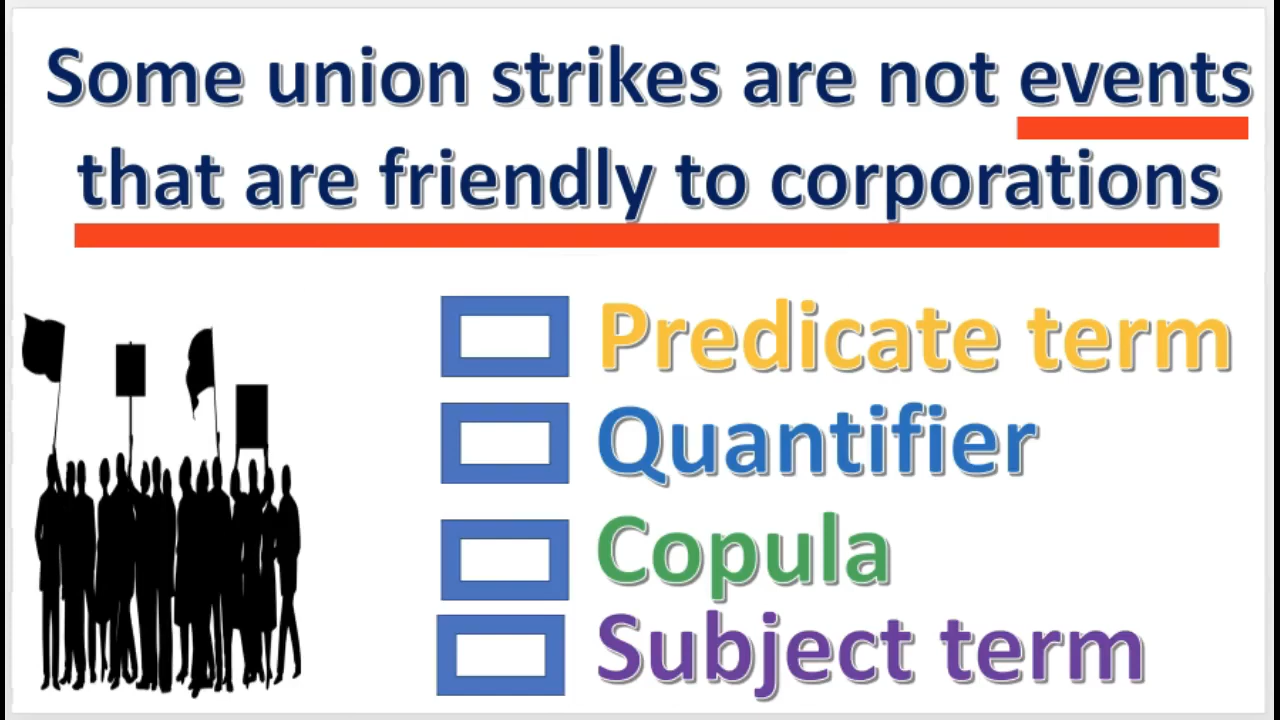 Some union strikes are not events
that are friendly to corporations
Predicate term
Quantifier
Copula
Subject term